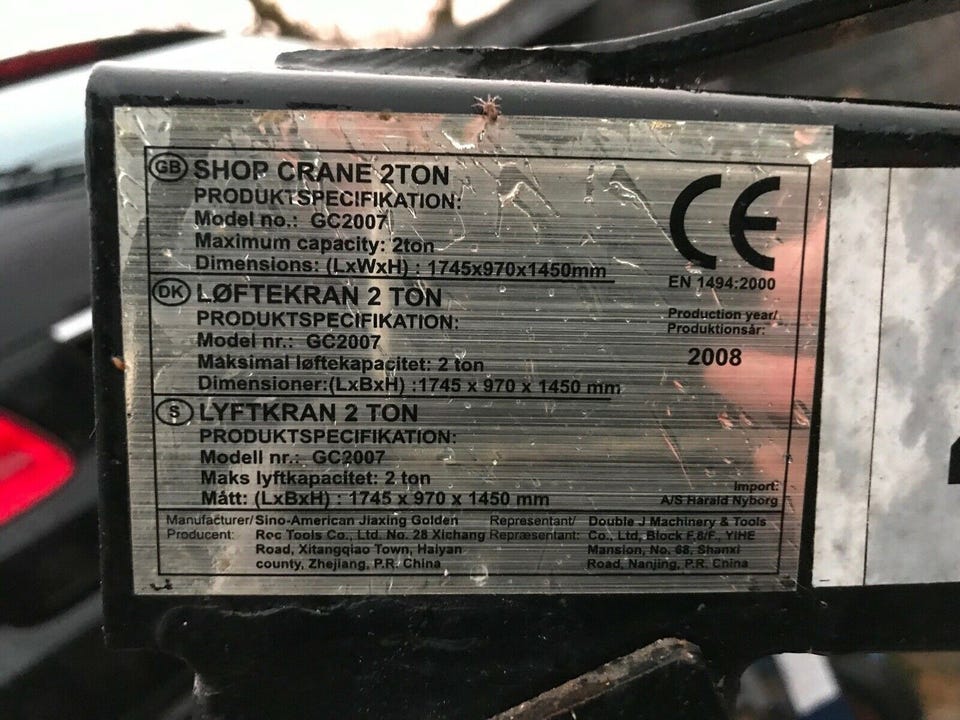 GB SHOP CRANE 2TON
PRODUKTSPECIFIKATION:
Model no.: GC2007
Maximum capacity: 2ton
Dimensions: (LxWxH) : 1745x970x1450mm
CE
EN 1494:2000
Production year/
Produktionsår:
2008
DK LØFTEKRAN 2 TON
PRODUKTSPECIFIKATION:
Model nr.: GC2007
Maksimal løftekapacitet: 2 ton
Dimensioner:(LxBxH) :1745 x 970 x 1450 mm
S LYFTKRAN 2 TON
PRODUKTSPECIFIKATION:
Modell nr.: GC2007
Maks lyftkapacitet: 2 ton
Mått: (LxBxH) : 1745 x 970 x 1450 mm
Import:
A/S Harald Nyborg
Manufacturer/ Sino-American Jiaxing Golden
Producent: Roc Tools Co., Ltd. No. 28 Xichang
Road, Xitangqiao Town, Haiyan
county, Zhejiang, P.R. China
Representant/ Double J Machinery & Tools
Repræsentant: Co., Ltd, Block F,8/F., YIHE
Mansion, No. 68, Shanxi
Road, Nanjing, P.R. China